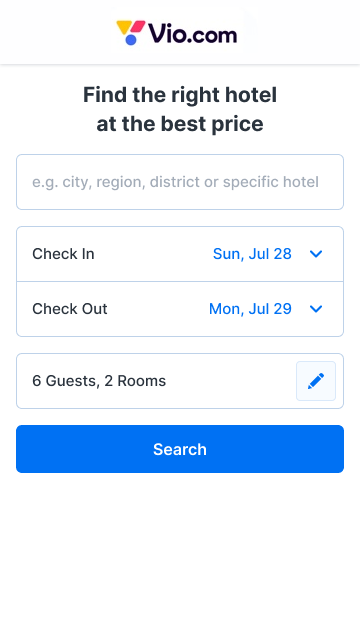 Vio.com
Find the right hotel
at the best price
e.g. city, region, district or specific hotel
Check In Sun, Jul 28
Check Out Mon, Jul 29
6 Guests, 2 Rooms
Search